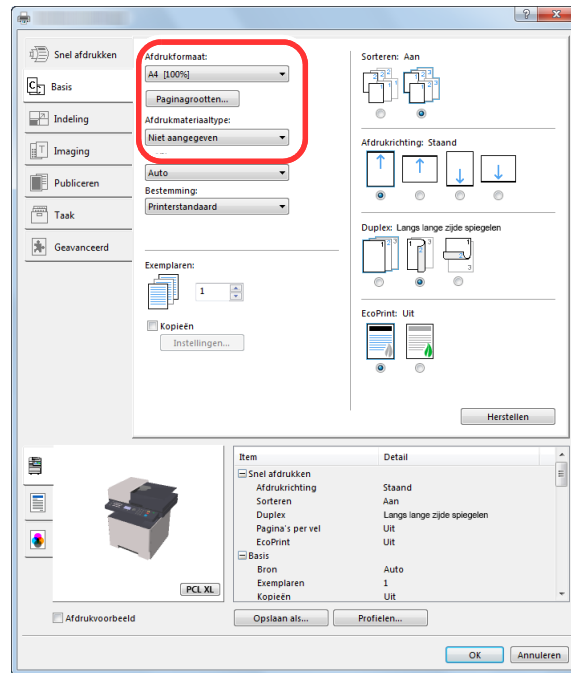 Snel afdrukken
Basis
Indeling
Imaging
Publiceren
Taak
Geavanceerd
Afdrukformaat:
A4 [100%]
Paginagrootten...
Afdrukmateriaaltype:
Niet aangegeven
Auto
Bestemming:
Printerstandaard
Exemplaren:
1
Kopieën
Instellingen...
Sorteren: Aan
Afdrukrichting: Staand
Duplex: Langs lange zijde spiegelen
EcoPrint: Uit
Herstellen
PCL XL
Afdrukvoorbeeld
Item Detail
Snel afdrukken
Afdrukrichting Staand
Sorteren Aan
Duplex Langs lange zijde spiegelen
Pagina's per vel Uit
EcoPrint Uit
Basis
Bron Auto
Exemplaren 1
Kopieën Uit
Opslaan als... Profielen...
OK Annuleren